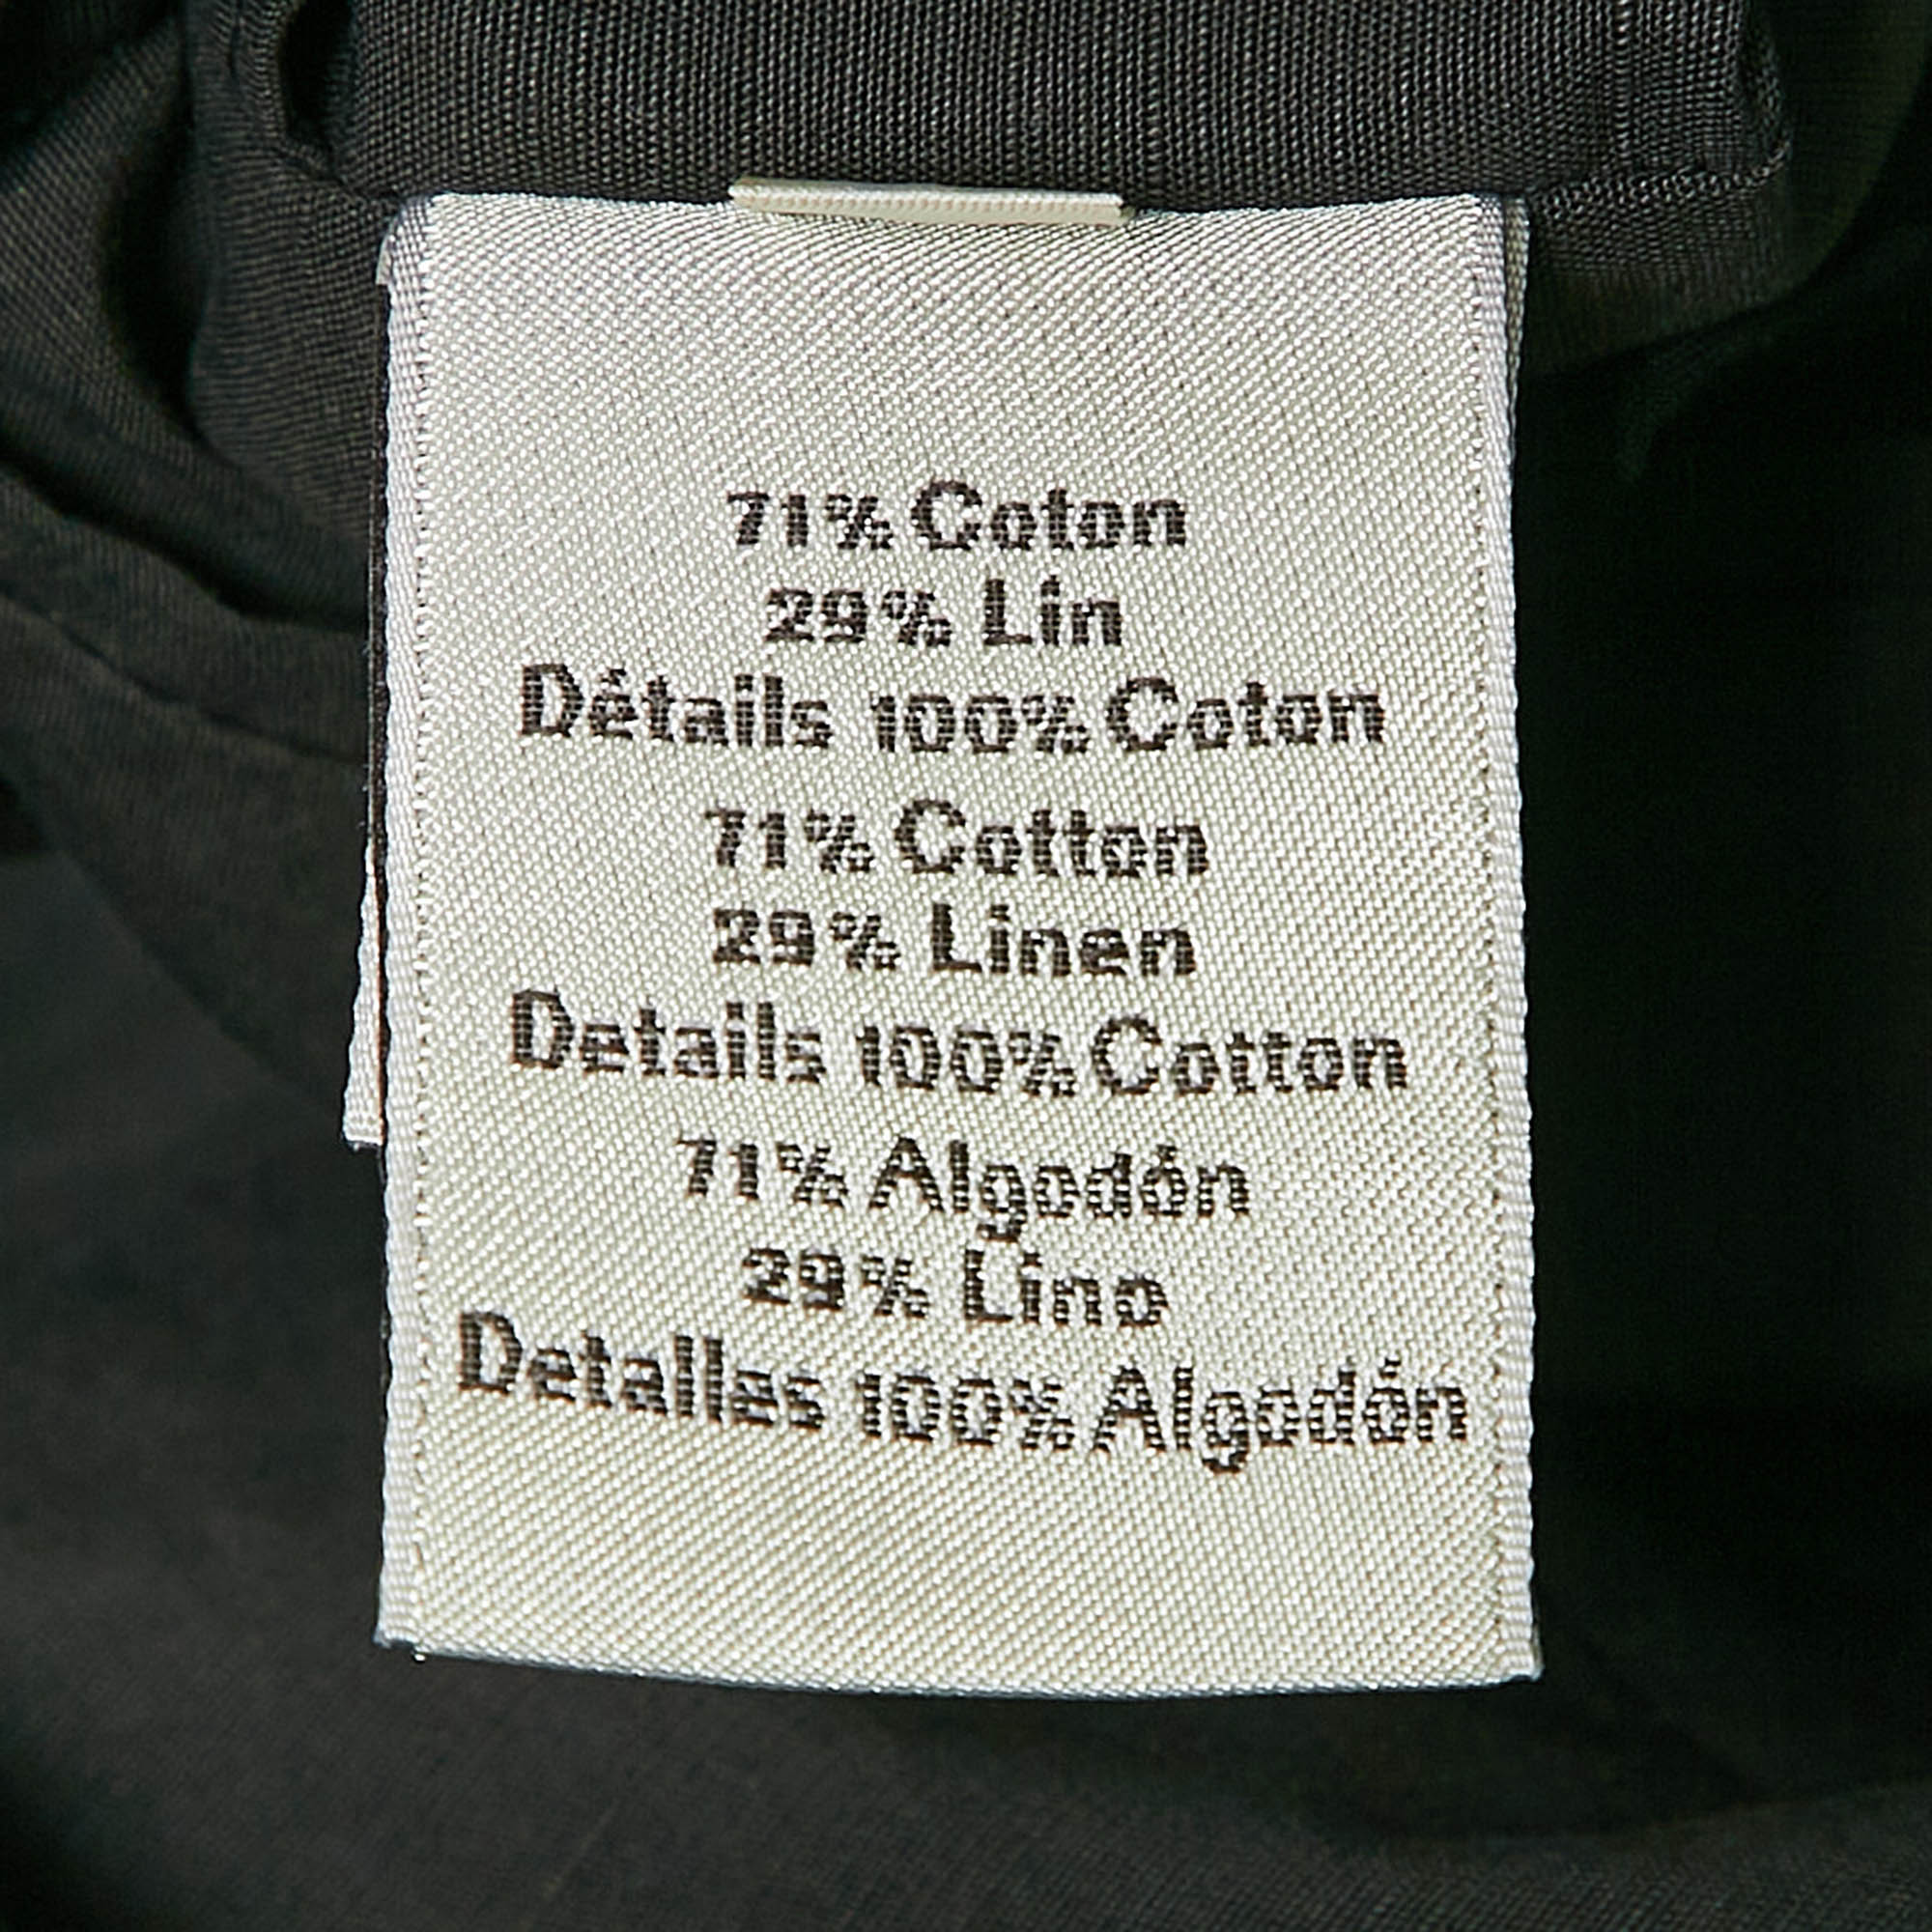 71% Coton
29% Lin
Détails 100% Coton
71% Cotton
29% Linen
Details 100% Cotton
71% Algodón
29% Lino
Detalles 100% Algodón